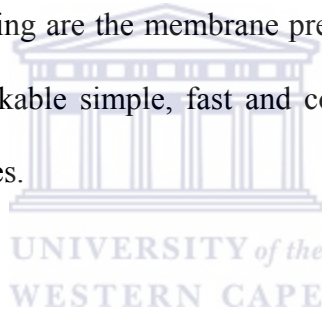 ing are the membrane pre
kable simple, fast and co
es.
UNIVERSITY of the
WESTERN CAPE